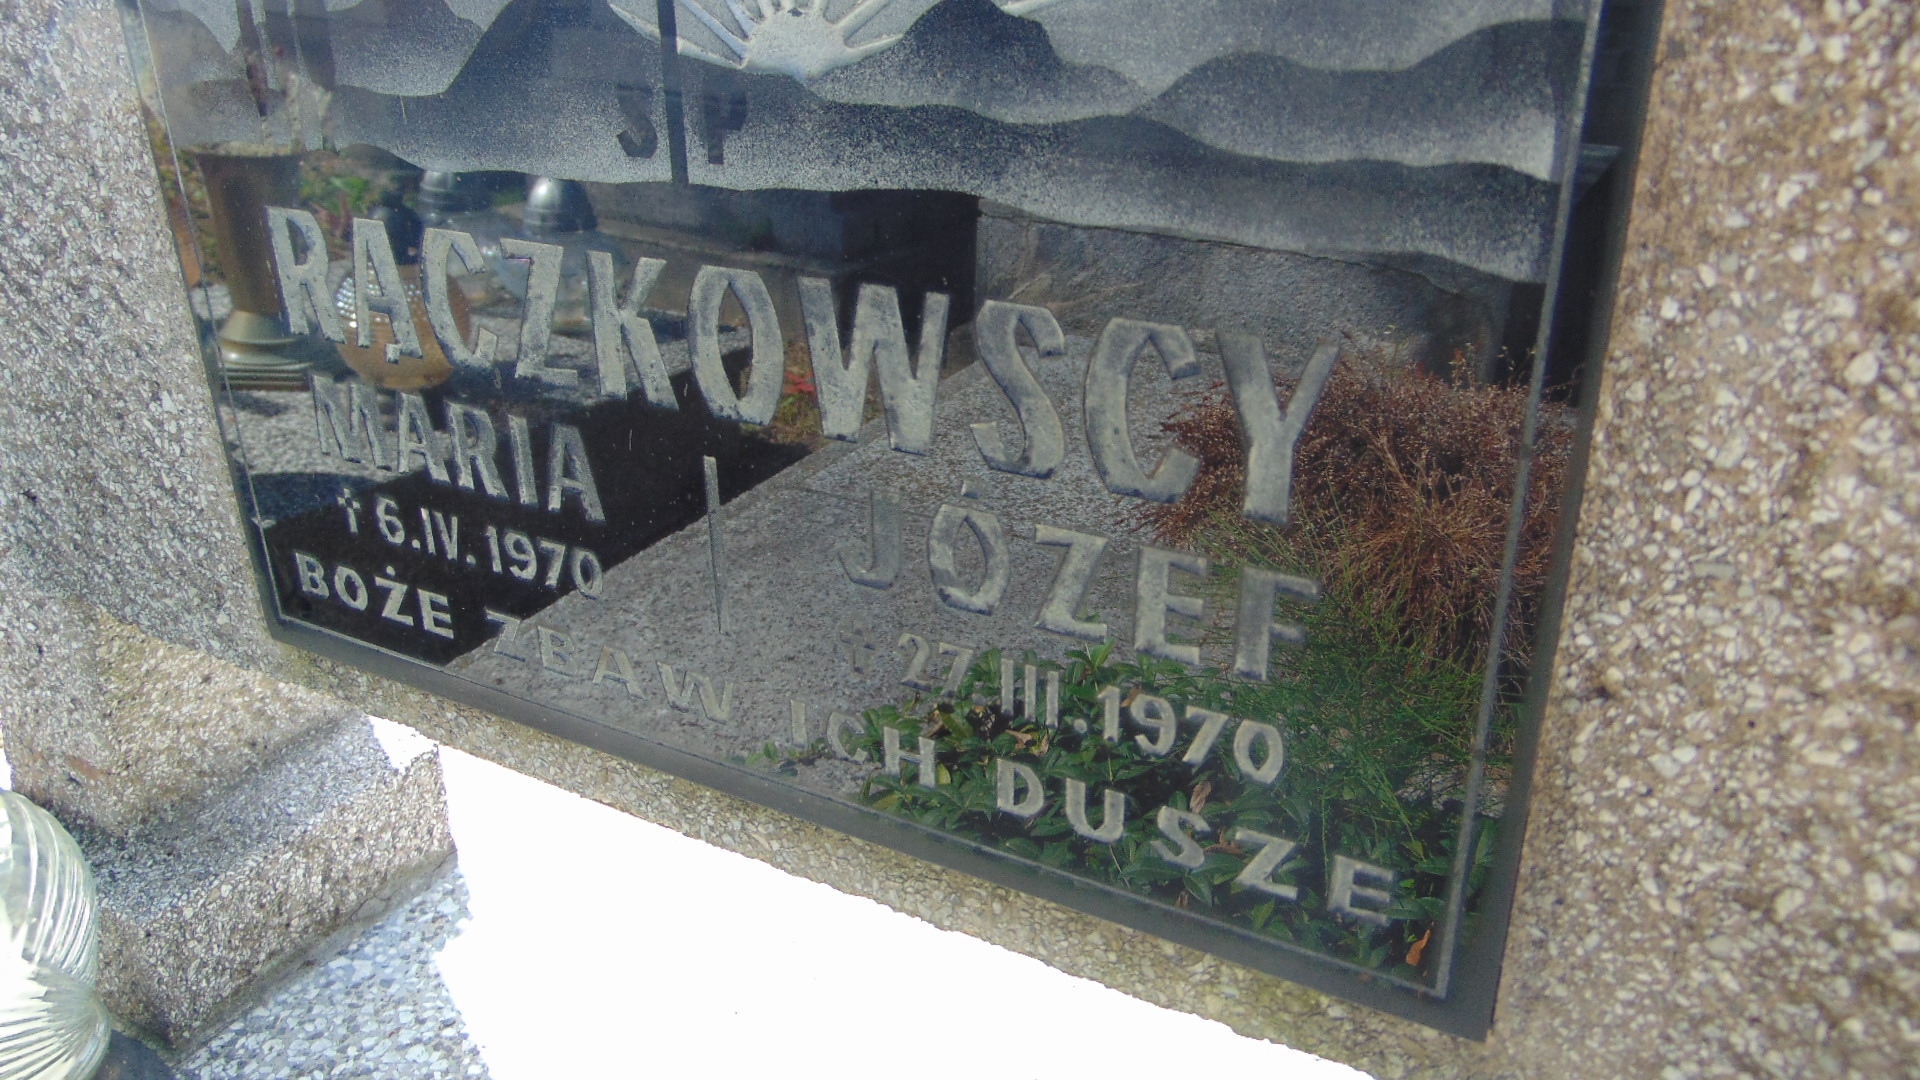 S P
RĄCZKOWSCY
MARIA
† 6.IV.1970
JÓZEF
† 27.III.1970
BOŻE ZBAW ICH DUSZE